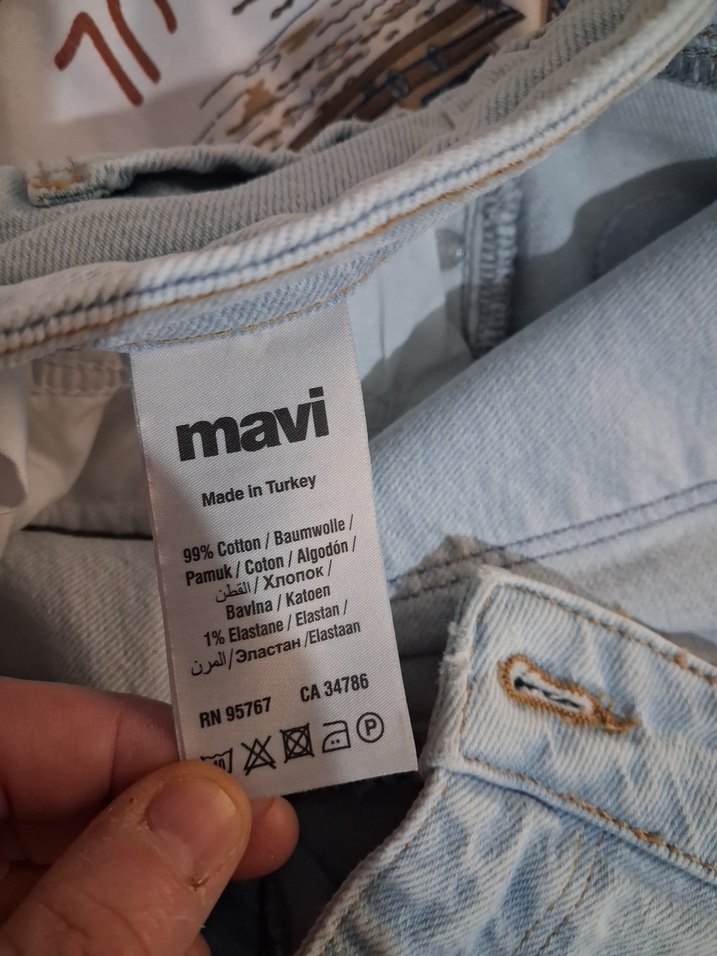 mavi
Made in Turkey
99% Cotton / Baumwolle /
Pamuk / Coton / Algodón /
القطن / Хлопок /
Bavlna / Katoen
1% Elastane / Elastan /
المرن / Эластан /Elastaan
RN 95767 CA 34786
P